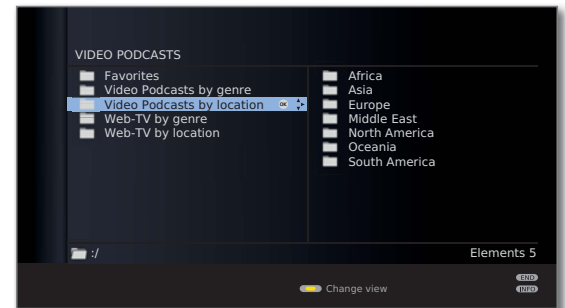 VIDEO PODCASTS
Favorites
Video Podcasts by genre
Video Podcasts by location OK
Web-TV by genre
Web-TV by location
Africa
Asia
Europe
Middle East
North America
Oceania
South America
:/
Elements 5
Change view
END
INFO